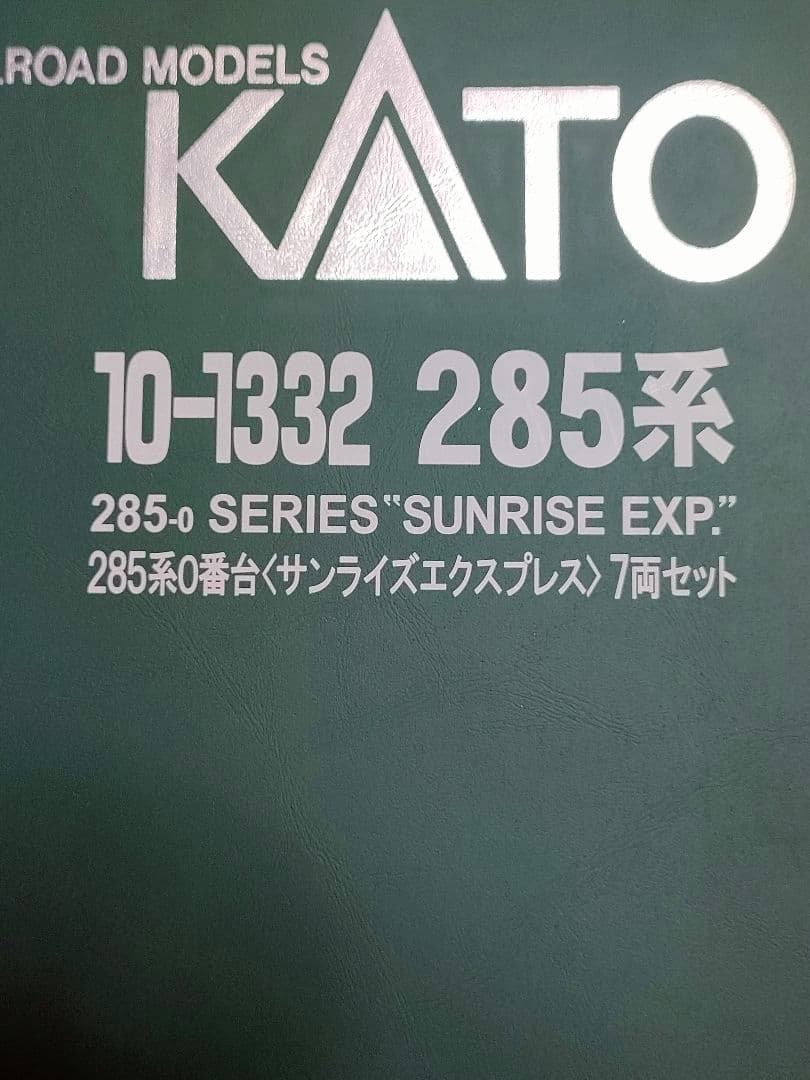 LROAD MODELS
KATO
10-1332 285系
285-0 SERIES "SUNRISE EXP."
285系0番台〈サンライズエクスプレス〉7両セット